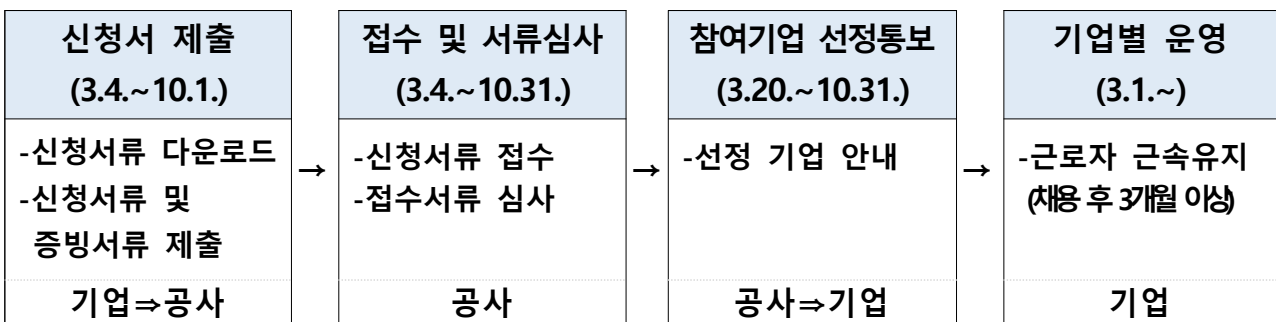 신청서 제출
(3.4.~10.1.)
-신청서류 다운로드
-신청서류 및
증빙서류 제출
기업⇒공사
→
접수 및 서류심사
(3.4.~10.31.)
-신청서류 접수
-접수서류 심사
공사
→
참여기업 선정통보
(3.20.~10.31.)
-선정 기업 안내
공사⇒기업
→
기업별 운영
(3.1.~)
-근로자 근속유지
(채용 후 3개월 이상)
기업